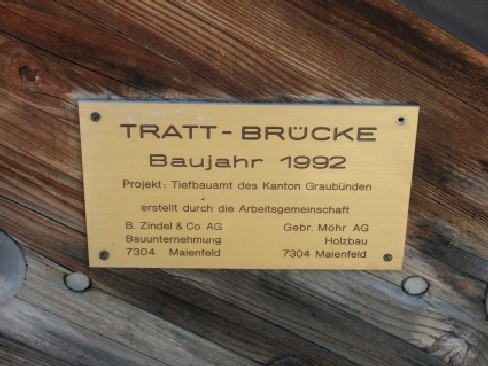 TRATT-BRÜCKE
Baujahr 1992
Projekt: Tiefbauamt des Kanton Graubünden
erstellt durch die Arbeitsgemeinschaft
B. Zindel & Co AG
Bauunternehmung
7304 Maienfeld
Gebr. Möhr AG
Holzbau
7304 Maienfeld